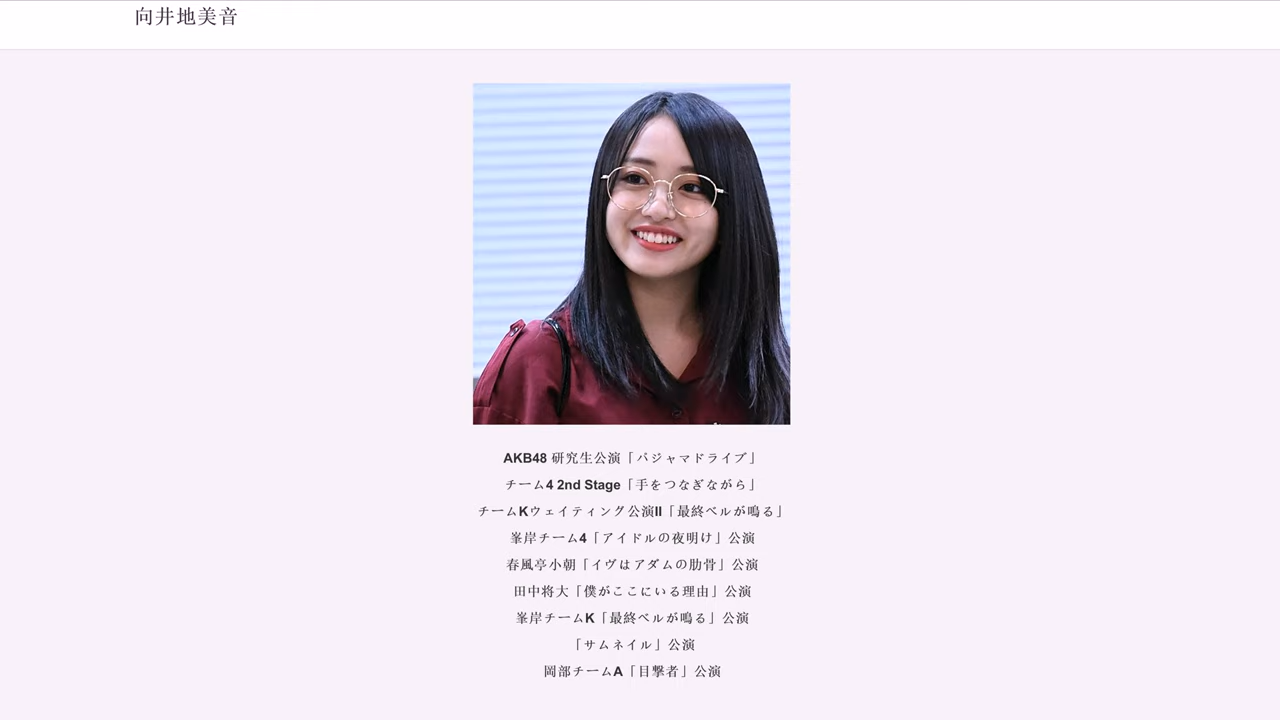 向井地美音
AKB48 研究生公演「パジャマドライブ」
チーム4 2nd Stage「手をつなぎながら」
チームKウェイティング公演II「最終ベルが鳴る」
峯岸チーム4「アイドルの夜明け」公演
春風亭小朝「イヴはアダムの肋骨」公演
田中将大「僕がここにいる理由」公演
峯岸チームK「最終ベルが鳴る」公演
「サムネイル」公演
岡部チームA「目撃者」公演